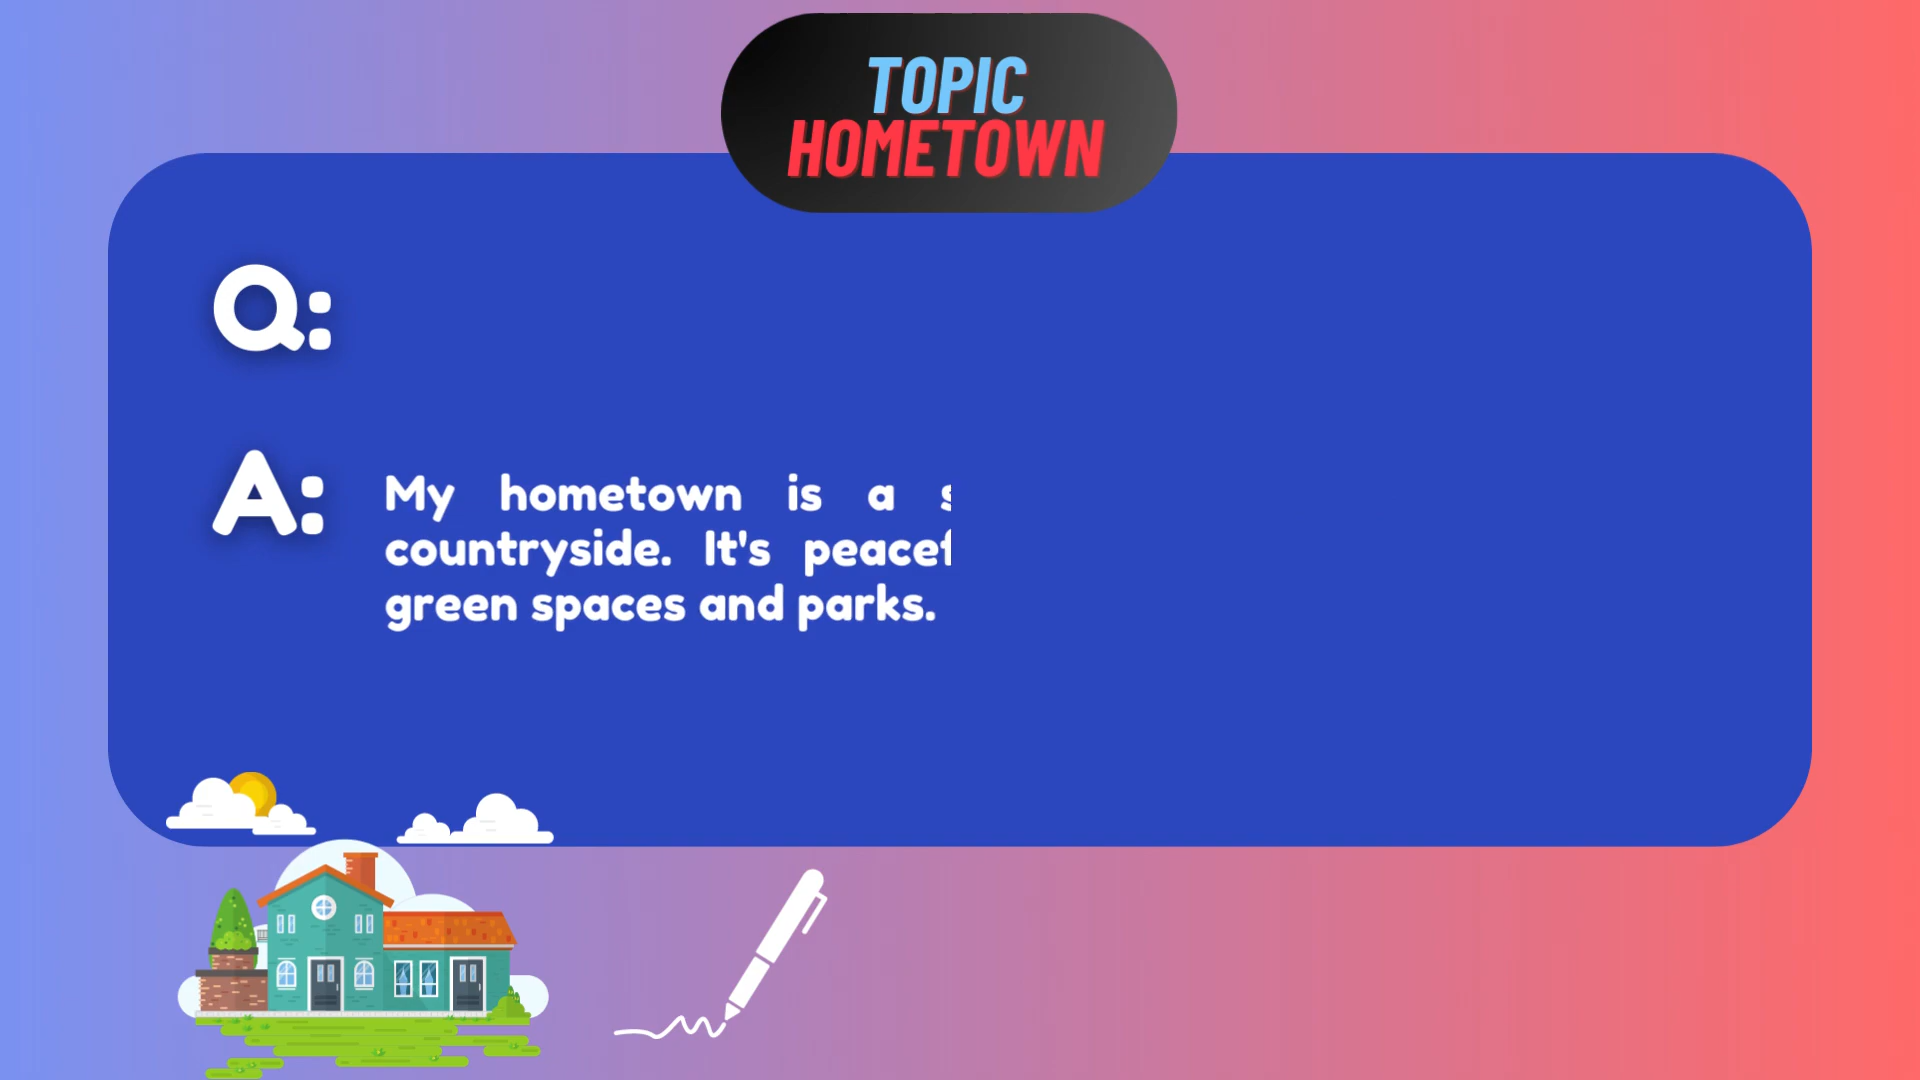 TOPIC
HOMETOWN
Q:
A:
My hometown is a
countryside. It's
green spaces and parks.